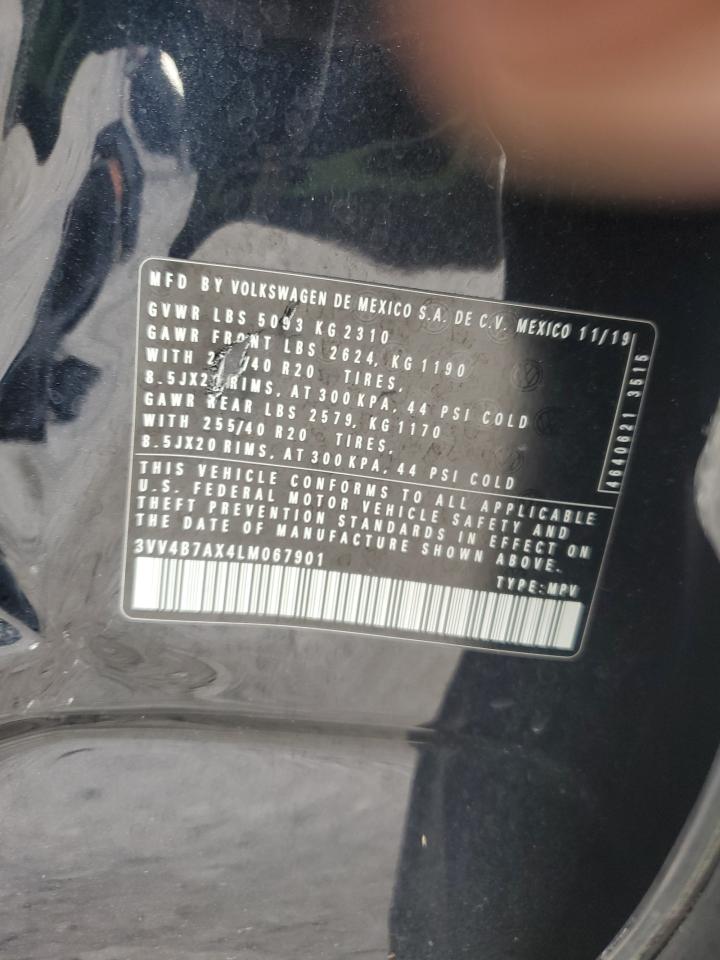 MFD BY VOLKSWAGEN DE MEXICO S.A. DE C.V. MEXICO 11/19
GVWR LBS 5093 KG 2310
GAWR FRONT LBS 2624, KG 1190
WITH R20 TIRES,
RIMS, AT 300 KPA, 44 PSI COLD
GAWR REAR LBS 2579, KG 1170
WITH 255/40 R20 TIRES,
8.5JX20 RIMS, AT 300 KPA, 44 PSI COLD
4640621 3515
THIS VEHICLE CONFORMS TO ALL APPLICABLE
U.S. FEDERAL MOTOR VEHICLE SAFETY AND
THEFT PREVENTION STANDARDS IN EFFECT ON
THE DATE OF MANUFACTURE SHOWN ABOVE.
3VV4B7AX4LM067901
TYPE:MPV